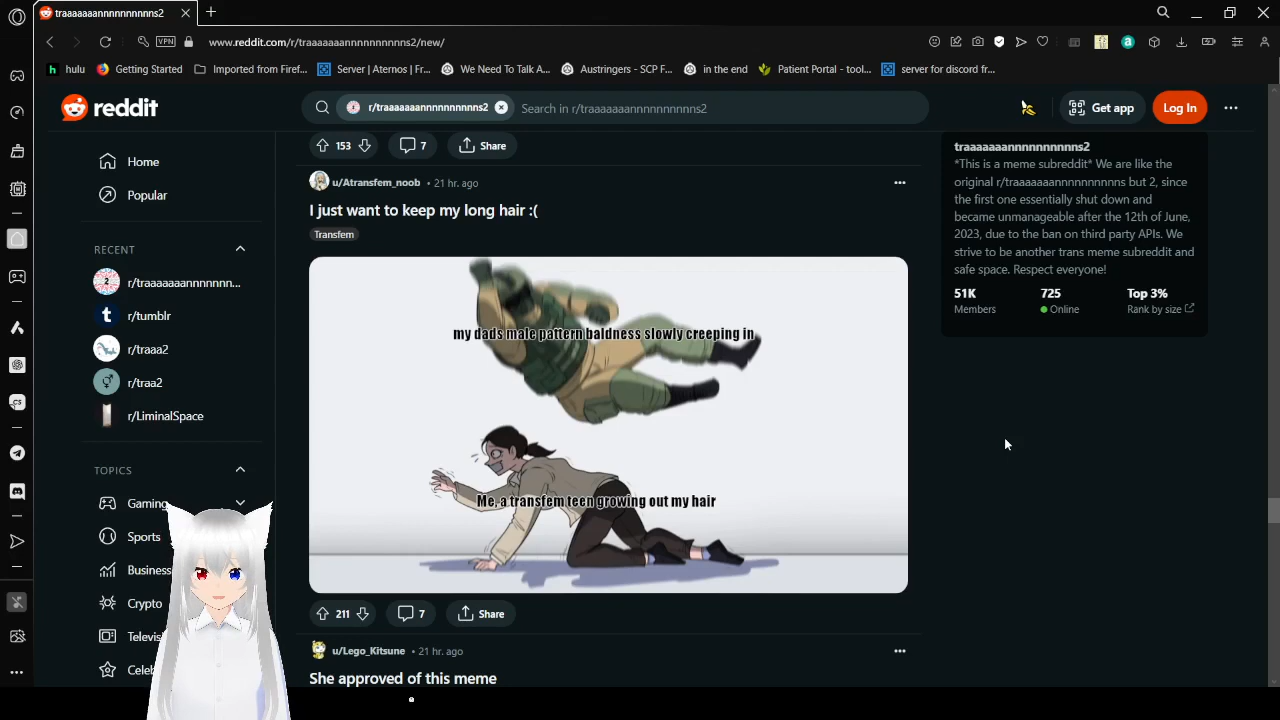 traaaaaaannnnnnnnnns2
VPN
www.reddit.com/r/traaaaaaannnnnnnnnns2/new/
hulu
Getting Started
Imported from Firef...
Server | Aternos | Fr...
We Need To Talk A...
Austringers - SCP F...
in the end
Patient Portal - tool...
server for discord fr...
reddit
r/traaaaaaannnnnnnnnns2
Search in r/traaaaaaannnnnnnnnns2
Get app
Log In
Home
Popular
RECENT
r/traaaaaaannnnnn...
r/tumblr
r/traaa2
r/traa2
r/LiminalSpace
TOPICS
Gaming
Sports
Business
Crypto
Televis
Celeb
153
7
Share
u/Atransfem_noob • 21 hr. ago
I just want to keep my long hair :(
Transfem
my dads male pattern baldness slowly creeping in
Me, a transfem teen growing out my hair
211
7
Share
u/Lego_Kitsune • 21 hr. ago
She approved of this meme
traaaaaaannnnnnnnnns2
*This is a meme subreddit* We are like the
original r/traaaaaaannnnnnnnnns but 2, since
the first one essentially shut down and
became unmanageable after the 12th of June,
2023, due to the ban on third party APIs. We
strive to be another trans meme subreddit and
safe space. Respect everyone!
51K
Members
725
Online
Top 3%
Rank by size